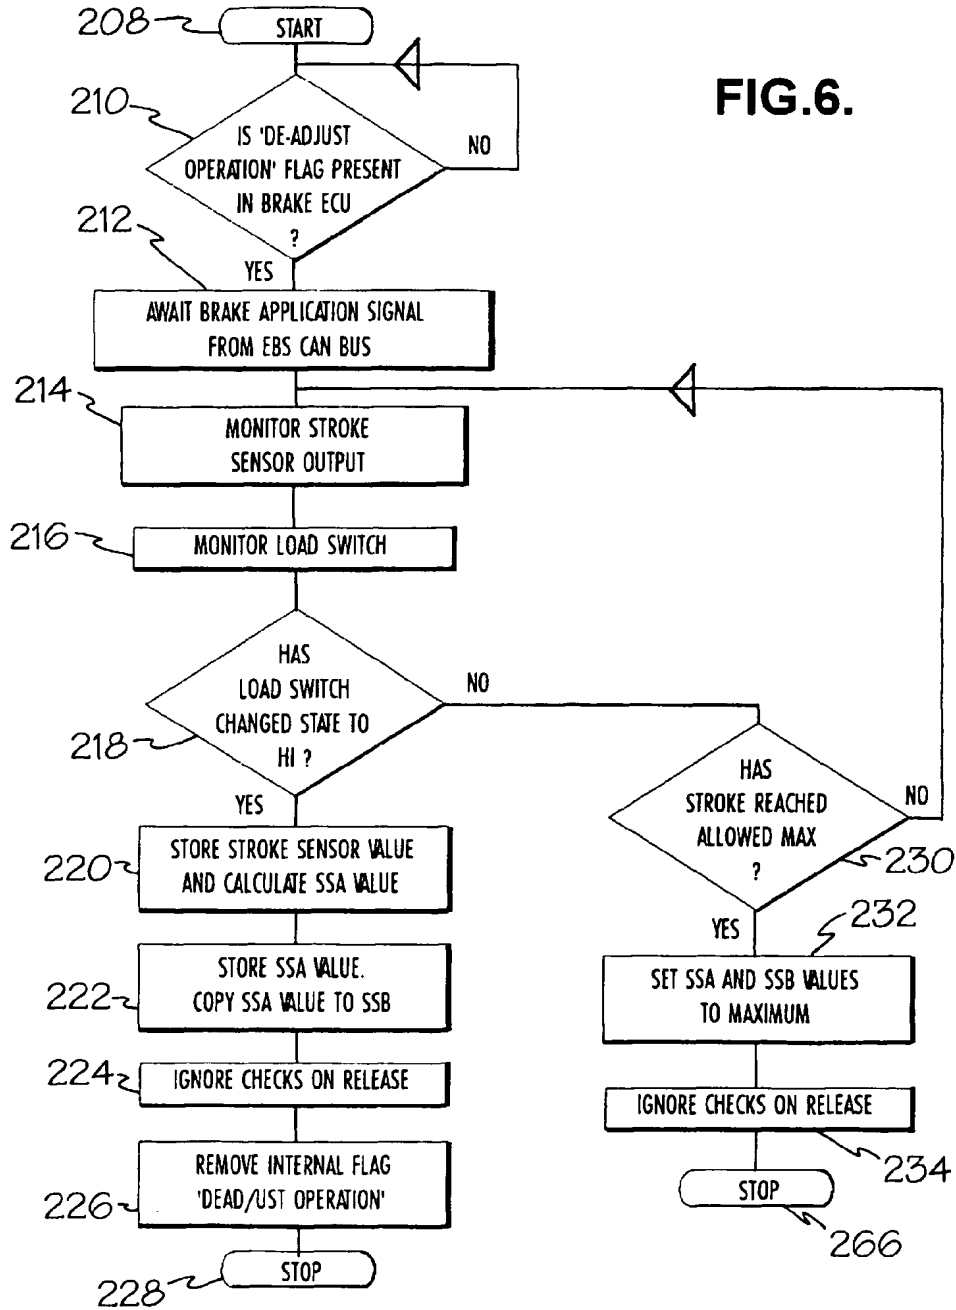 208
START
FIG.6.
210
IS 'DE-ADJUST
OPERATION' FLAG PRESENT
IN BRAKE ECU
?
NO
YES
212
AWAIT BRAKE APPLICATION SIGNAL
FROM EBS CAN BUS
214
MONITOR STROKE
SENSOR OUTPUT
216
MONITOR LOAD SWITCH
HAS
LOAD SWITCH
CHANGED STATE TO
HI ?
218
NO
YES
HAS
STROKE REACHED
ALLOWED MAX
?
NO
230
YES
220
STORE STROKE SENSOR VALUE
AND CALCULATE SSA VALUE
222
STORE SSA VALUE.
COPY SSA VALUE TO SSB
232
SET SSA AND SSB VALUES
TO MAXIMUM
224
IGNORE CHECKS ON RELEASE
IGNORE CHECKS ON RELEASE
234
226
REMOVE INTERNAL FLAG
'DEAD/UST OPERATION'
STOP
266
STOP
228